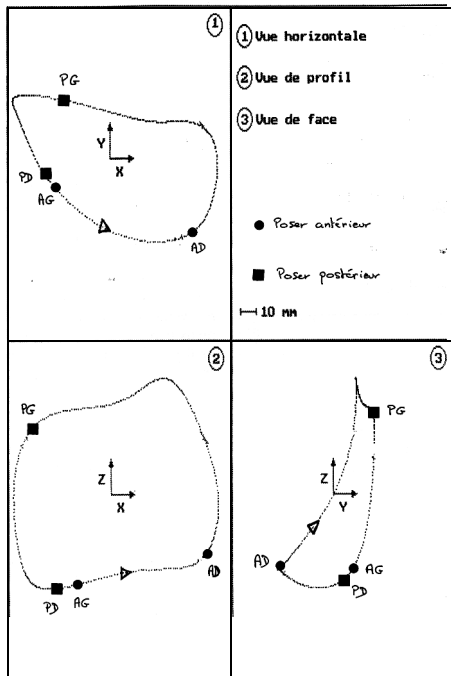 1
PG
Y
X
PD
AG
AD
1 Vue horizontale
2 Vue de profil
3 Vue de face
Poser antérieur
Poser postérieur
10 mm
2
PG
Z
X
PD
AG
AD
3
PG
Z
Y
AD
AG
PD